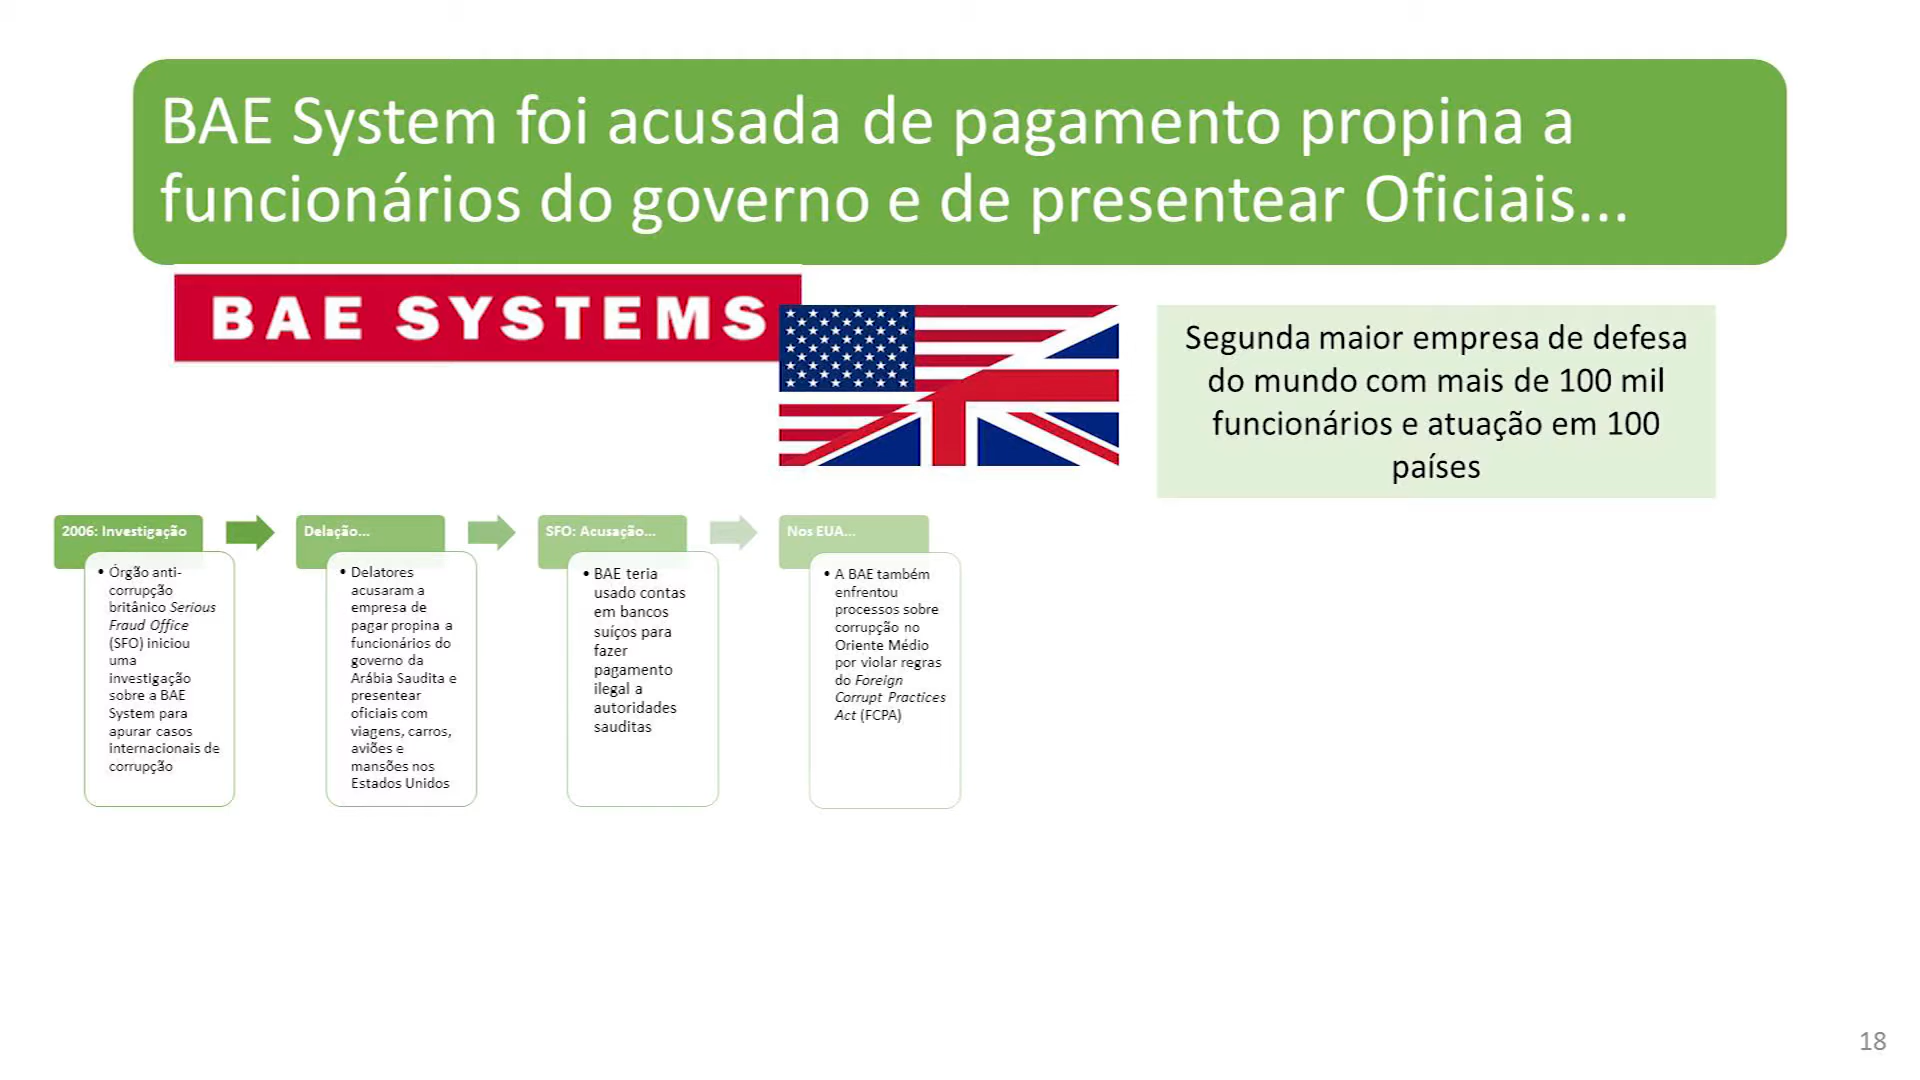 BAE System foi acusada de pagamento propina a
funcionários do governo e de presentear Oficiais...
BAE SYSTEMS
Segunda maior empresa de defesa
do mundo com mais de 100 mil
funcionários e atuação em 100
países
2006: Investigação
• Órgão anti-
corrupção
britânico Serious
Fraud Office
(SFO) iniciou
uma
investigação
sobre a BAE
System para
apurar casos
internacionais de
corrupção
Delação...
• Delatores
acusaram a
empresa de
pagar propina a
funcionários do
governo da
Arábia Saudita e
presentear
oficiais com
viagens, carros,
aviões e
mansões nos
Estados Unidos
SFO: Acusação...
• BAE teria
usado contas
em bancos
suíços para
fazer
pagamento
ilegal a
autoridades
sauditas
Nos EUA...
• A BAE também
enfrentou
processos sobre
corrupção no
Oriente Médio
por violar regras
do Foreign
Corrupt Practices
Act (FCPA)
18